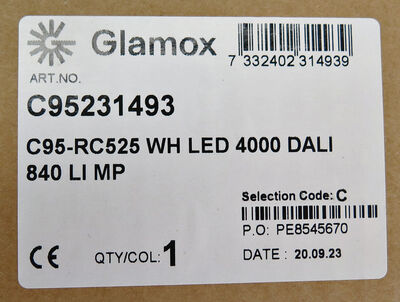 Glamox
7 332402 314939
ART.NO.
C95231493
C95-RC525 WH LED 4000 DALI
840 LI MP
Selection Code: C
P.O: PE8545670
CE QTY/COL: 1 DATE : 20.09.23